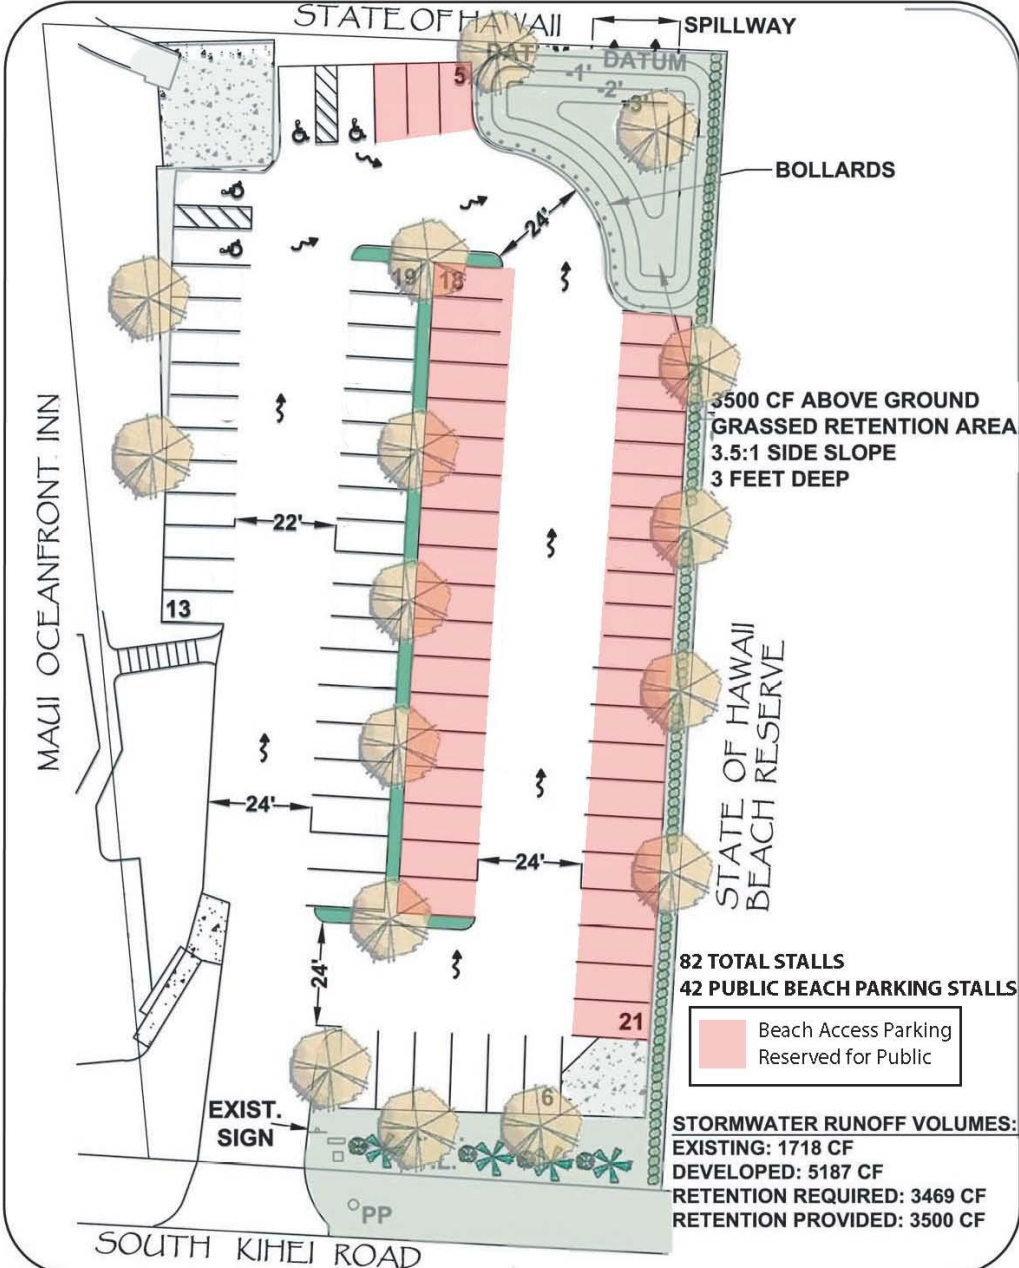 STATE OF HAWAII
SPILLWAY
DATUM
-1'
-2'
-3'
5
BOLLARDS
24'
19
18
3500 CF ABOVE GROUND
GRASSED RETENTION AREA
3.5:1 SIDE SLOPE
3 FEET DEEP
MAUI OCEANFRONT INN
22'
13
STATE OF HAWAII
BEACH RESERVE
24'
24'
24'
82 TOTAL STALLS
42 PUBLIC BEACH PARKING STALLS
21
Beach Access Parking
Reserved for Public
6
EXIST.
SIGN
STORMWATER RUNOFF VOLUMES:
EXISTING: 1718 CF
DEVELOPED: 5187 CF
RETENTION REQUIRED: 3469 CF
RETENTION PROVIDED: 3500 CF
PP
SOUTH KIHEI ROAD